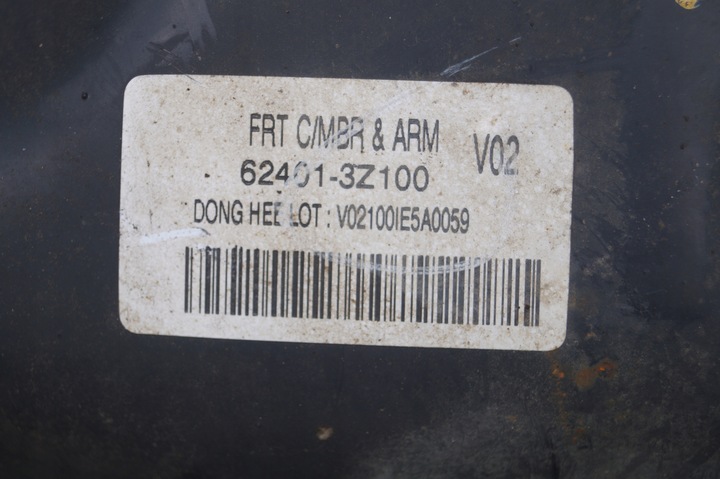 FRT C/MBR & ARM V02
62401-3Z100
DONG HEE LOT : V02100IE5A0059